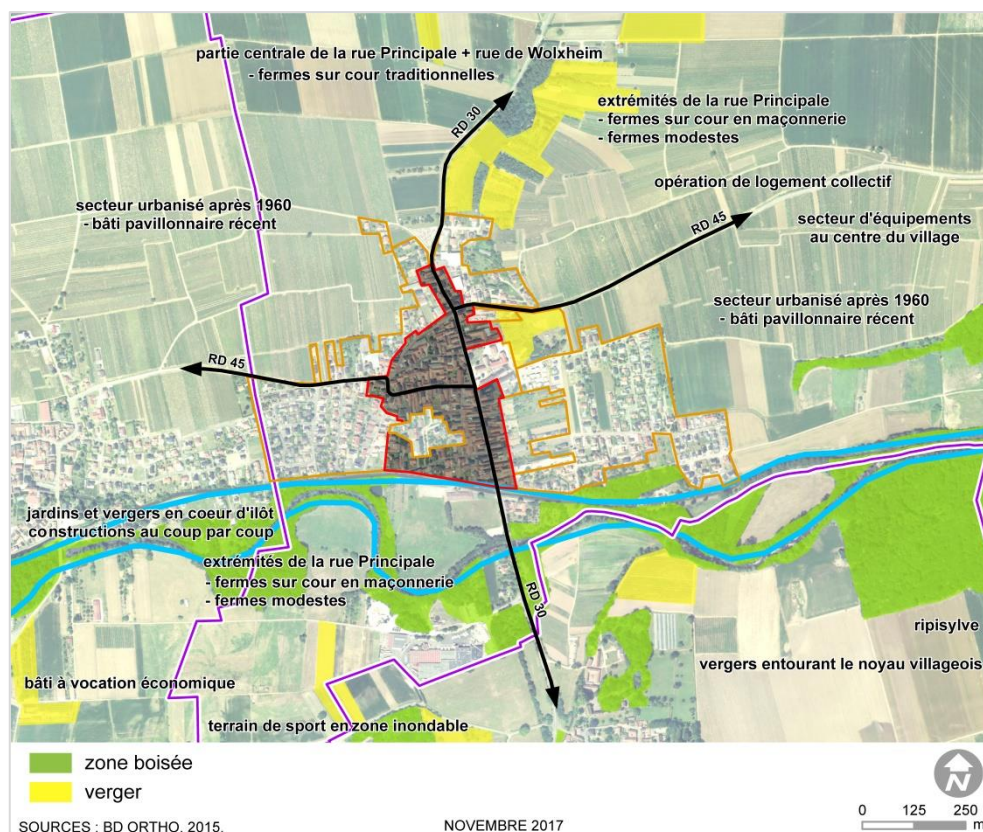 partie centrale de la rue Principale + rue de Wolxheim
- fermes sur cour traditionnelles
RD 30
extrémités de la rue Principale
- fermes sur cour en maçonnerie
- fermes modestes
opération de logement collectif
secteur urbanisé après 1960
- bâti pavillonnaire récent
RD 45
secteur d'équipements
au centre du village
secteur urbanisé après 1960
- bâti pavillonnaire récent
RD 45
jardins et vergers en coeur d'ilôt
constructions au coup par coup
extrémités de la rue Principale
- fermes sur cour en maçonnerie
- fermes modestes
RD 30
ripisylve
vergers entourant le noyau villageois
bâti à vocation économique
terrain de sport en zone inondable
zone boisée
verger
N
0 125 250
m
SOURCES : BD ORTHO, 2015.
NOVEMBRE 2017